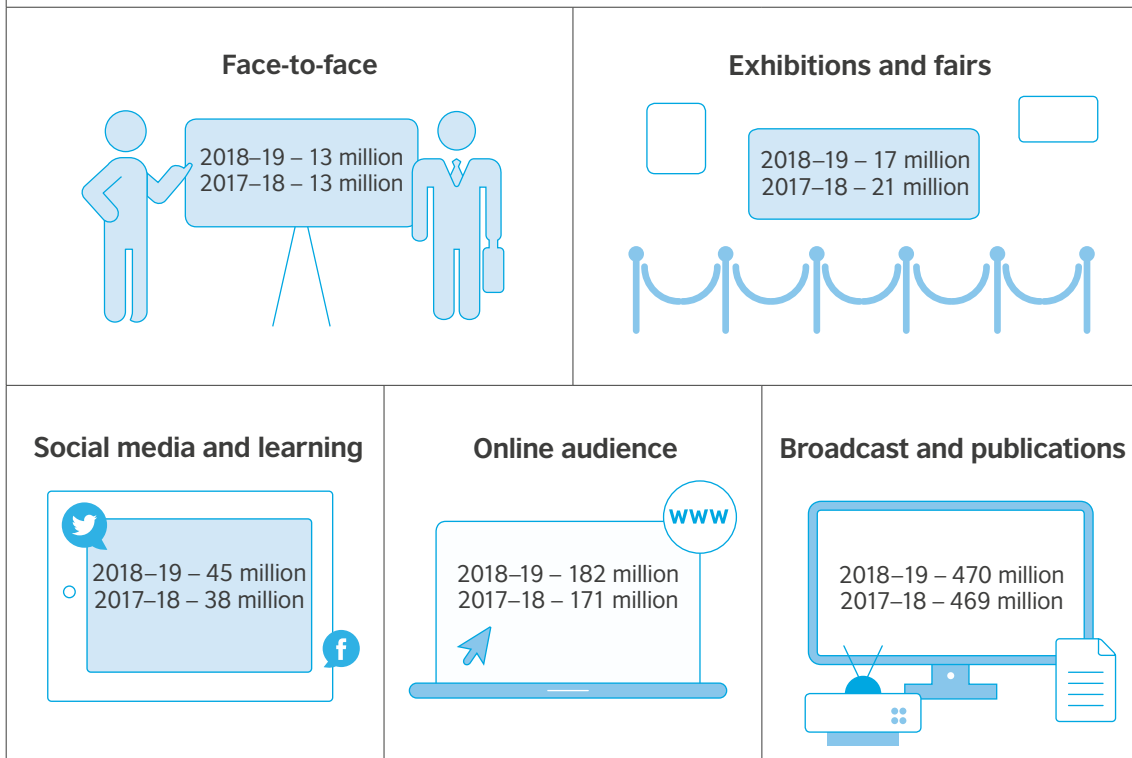 Face-to-face
2018–19 – 13 million
2017–18 – 13 million
Exhibitions and fairs
2018–19 – 17 million
2017–18 – 21 million
Social media and learning
2018–19 – 45 million
2017–18 – 38 million
f
Online audience
www
2018–19 – 182 million
2017–18 – 171 million
Broadcast and publications
2018–19 – 470 million
2017–18 – 469 million